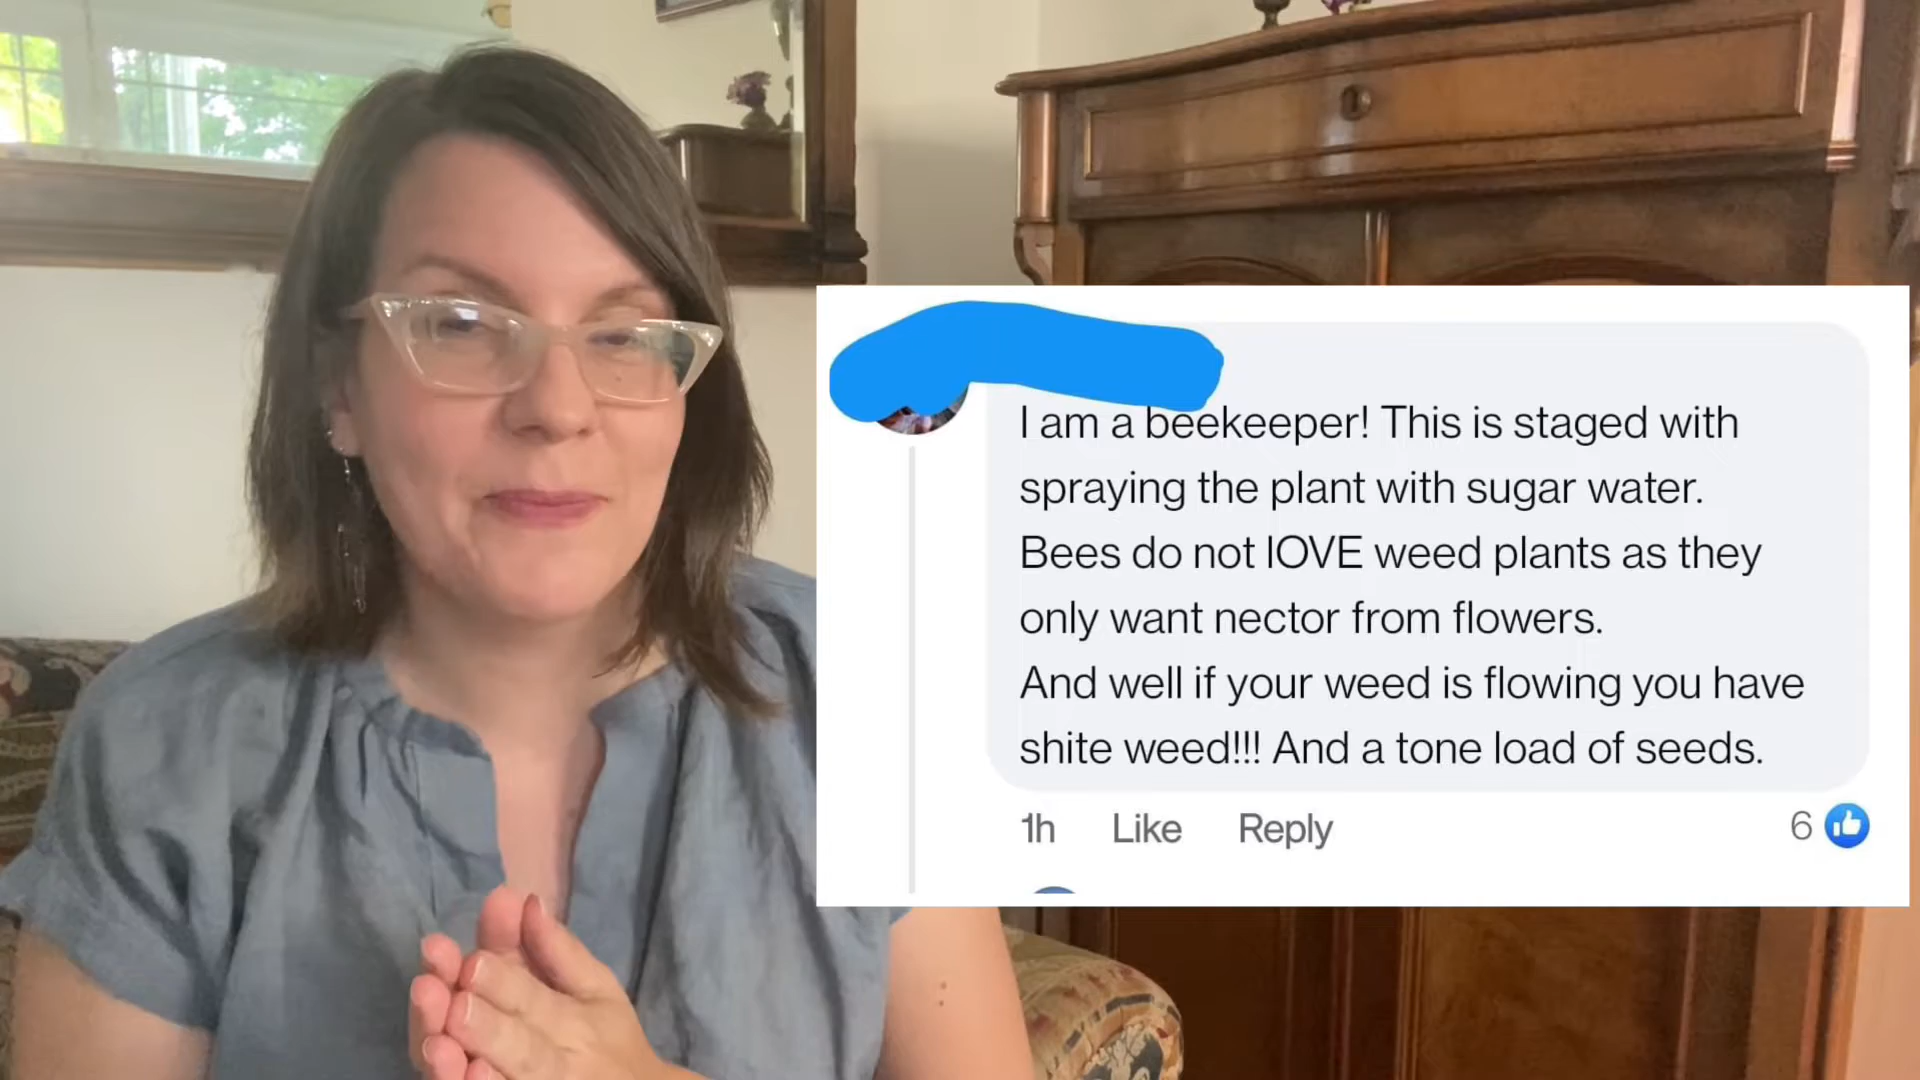 I am a beekeeper! This is staged with
spraying the plant with sugar water.
Bees do not lOVE weed plants as they
only want nector from flowers.
And well if your weed is flowing you have
shite weed!!! And a tone load of seeds.
1h Like Reply 6